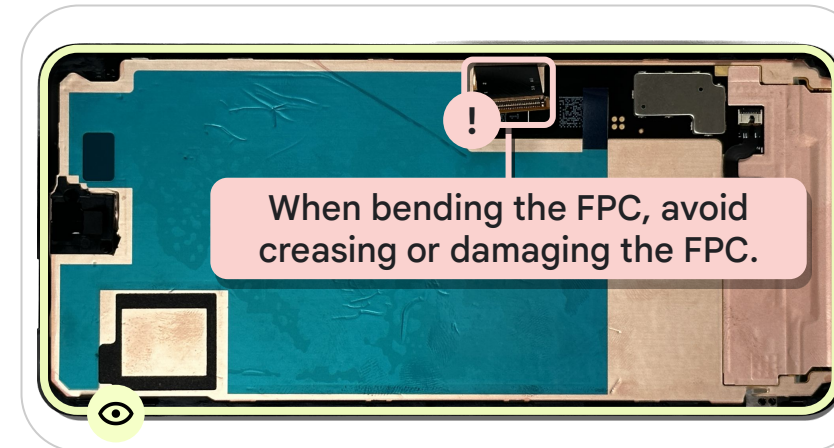 !
When bending the FPC, avoid
creasing or damaging the FPC.